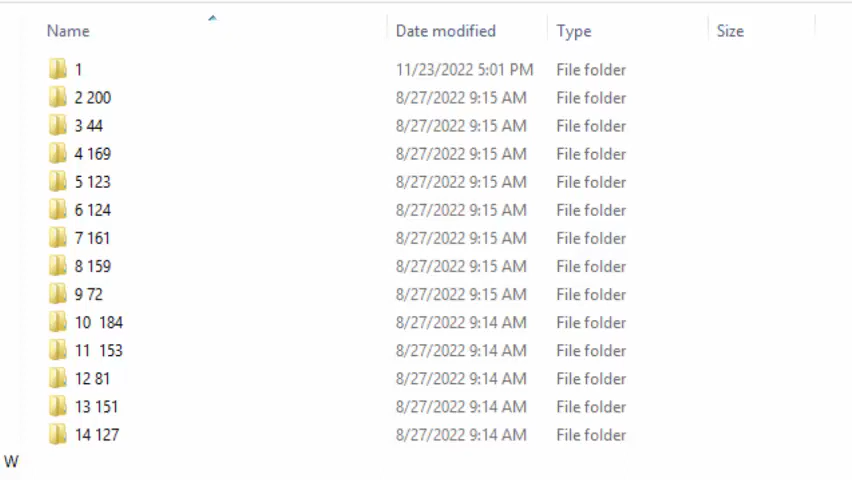 Name Date modified Type Size
1 11/23/2022 5:01 PM File folder
2 200 8/27/2022 9:15 AM File folder
3 44 8/27/2022 9:15 AM File folder
4 169 8/27/2022 9:15 AM File folder
5 123 8/27/2022 9:15 AM File folder
6 124 8/27/2022 9:15 AM File folder
7 161 8/27/2022 9:15 AM File folder
8 159 8/27/2022 9:15 AM File folder
9 72 8/27/2022 9:15 AM File folder
10  184 8/27/2022 9:14 AM File folder
11  153 8/27/2022 9:14 AM File folder
12 81 8/27/2022 9:14 AM File folder
13 151 8/27/2022 9:14 AM File folder
14 127 8/27/2022 9:14 AM File folder
W